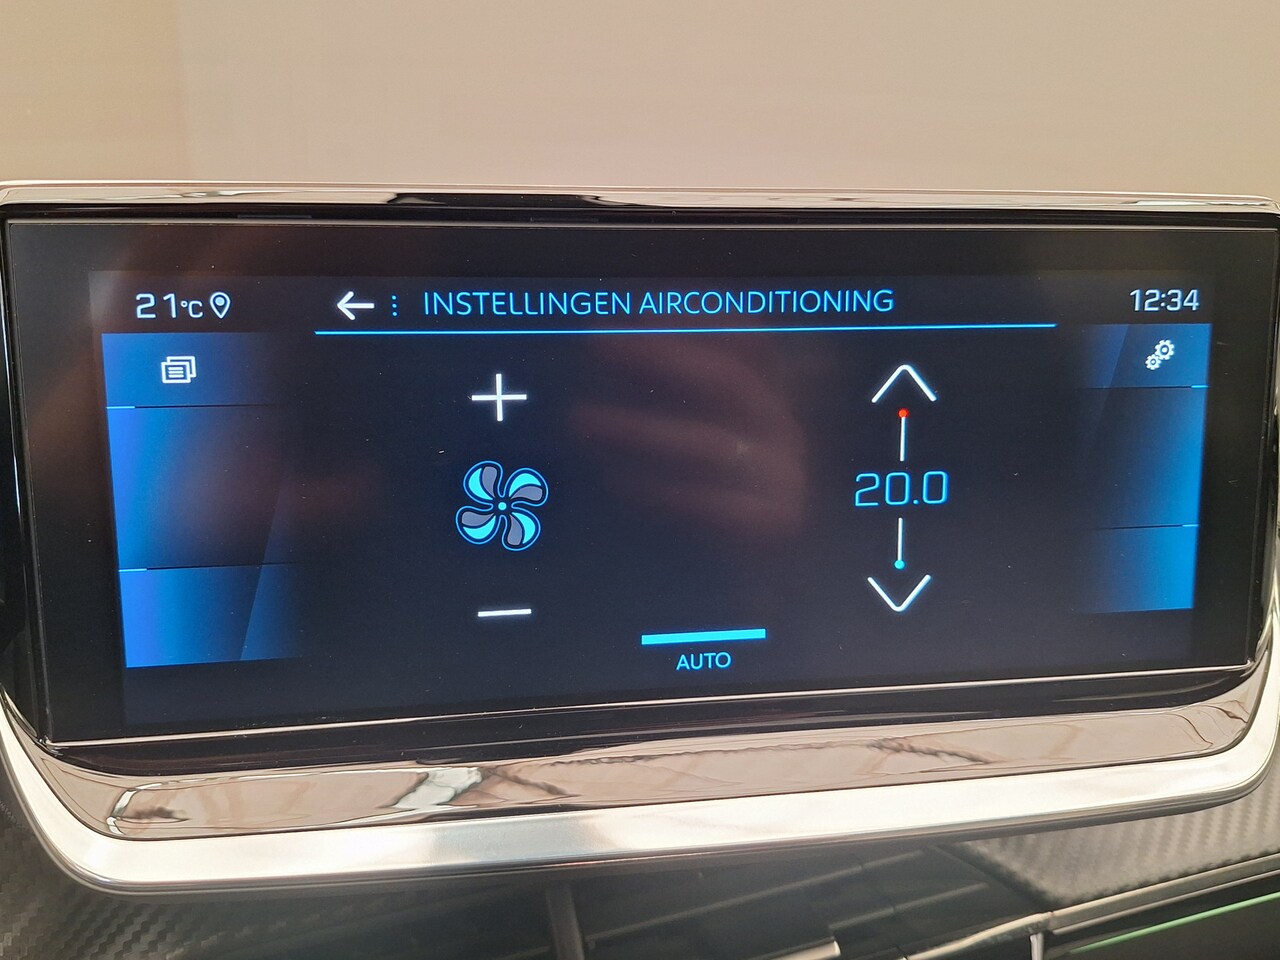 21°C
INSTELLINGEN AIRCONDITIONING
12:34
20.0
AUTO